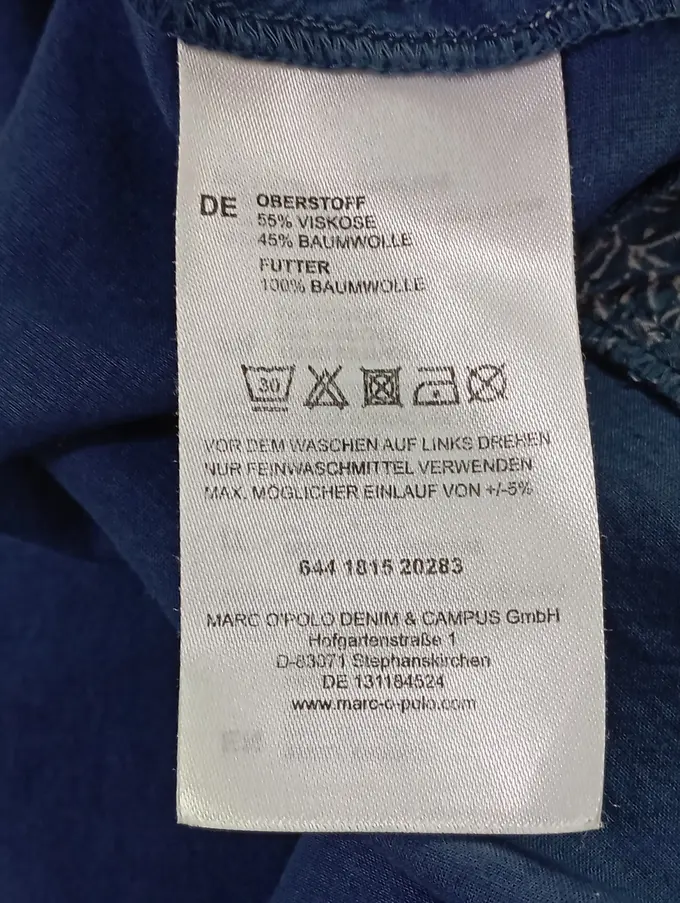 DE OBERSTOFF
55% VISKOSE
45% BAUMWOLLE
FUTTER
100% BAUMWOLLE
30
VOR DEM WASCHEN AUF LINKS DREHEN
NUR FEINWASCHMITTEL VERWENDEN
MAX. MÖGLICHER EINLAUF VON +/-5%
644 1815 20283
MARC O'POLO DENIM & CAMPUS GmbH
Hofgartenstraße 1
D-83071 Stephanskirchen
DE 131184524
www.marc-o-polo.com